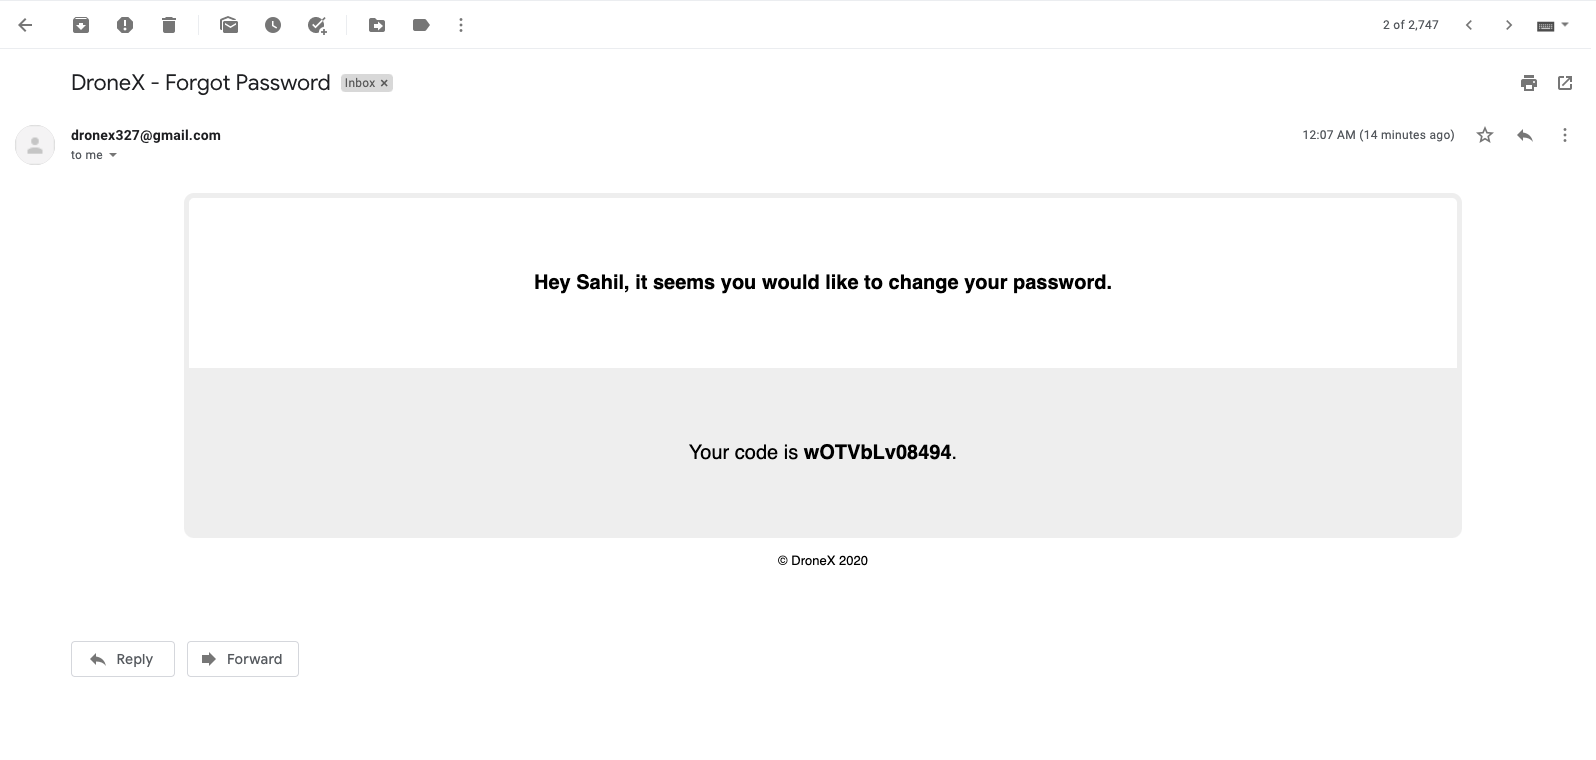 2 of 2,747
DroneX - Forgot Password Inbox ×
dronex327@gmail.com 12:07 AM (14 minutes ago)
to me
Hey Sahil, it seems you would like to change your password.
Your code is wOTVbLv08494.
© DroneX 2020
Reply Forward